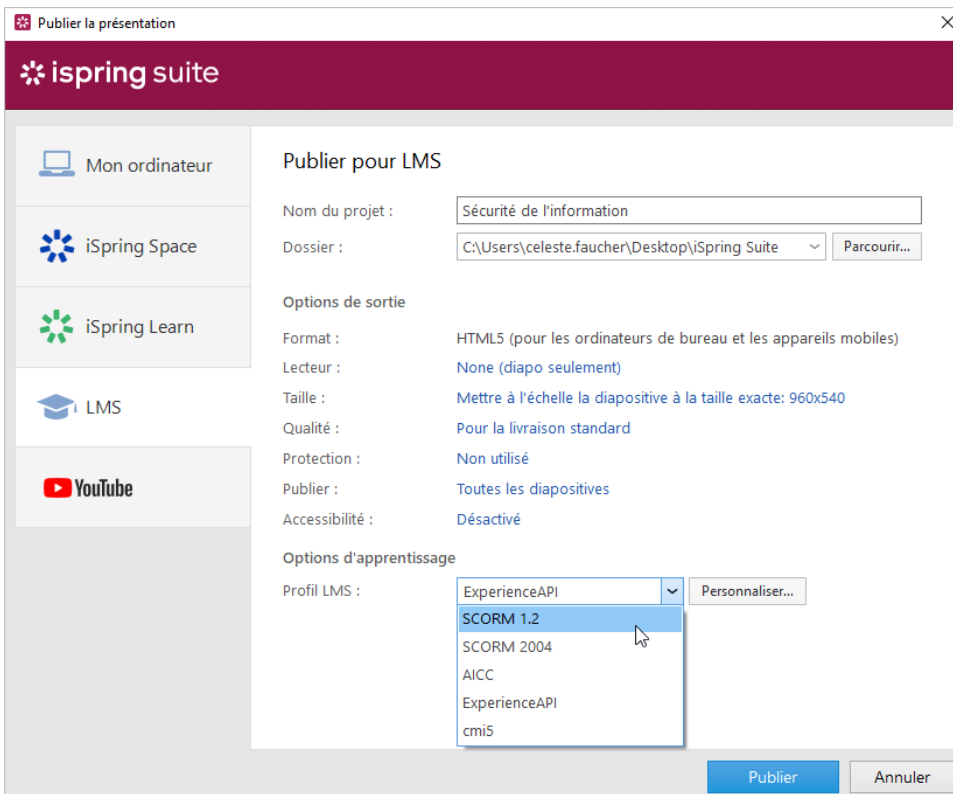 Publier la présentation
ispring suite
Mon ordinateur
iSpring Space
iSpring Learn
LMS
YouTube
Publier pour LMS
Nom du projet : Sécurité de l'information
Dossier : C:\Users\celeste.faucher\Desktop\iSpring Suite Parcourir...
Options de sortie
Format : HTML5 (pour les ordinateurs de bureau et les appareils mobiles)
Lecteur : None (diapo seulement)
Taille : Mettre à l'échelle la diapositive à la taille exacte: 960x540
Qualité : Pour la livraison standard
Protection : Non utilisé
Publier : Toutes les diapositives
Accessibilité : Désactivé
Options d'apprentissage
Profil LMS : ExperienceAPI Personnaliser...
SCORM 1.2
SCORM 2004
AICC
ExperienceAPI
cmi5
Publier Annuler